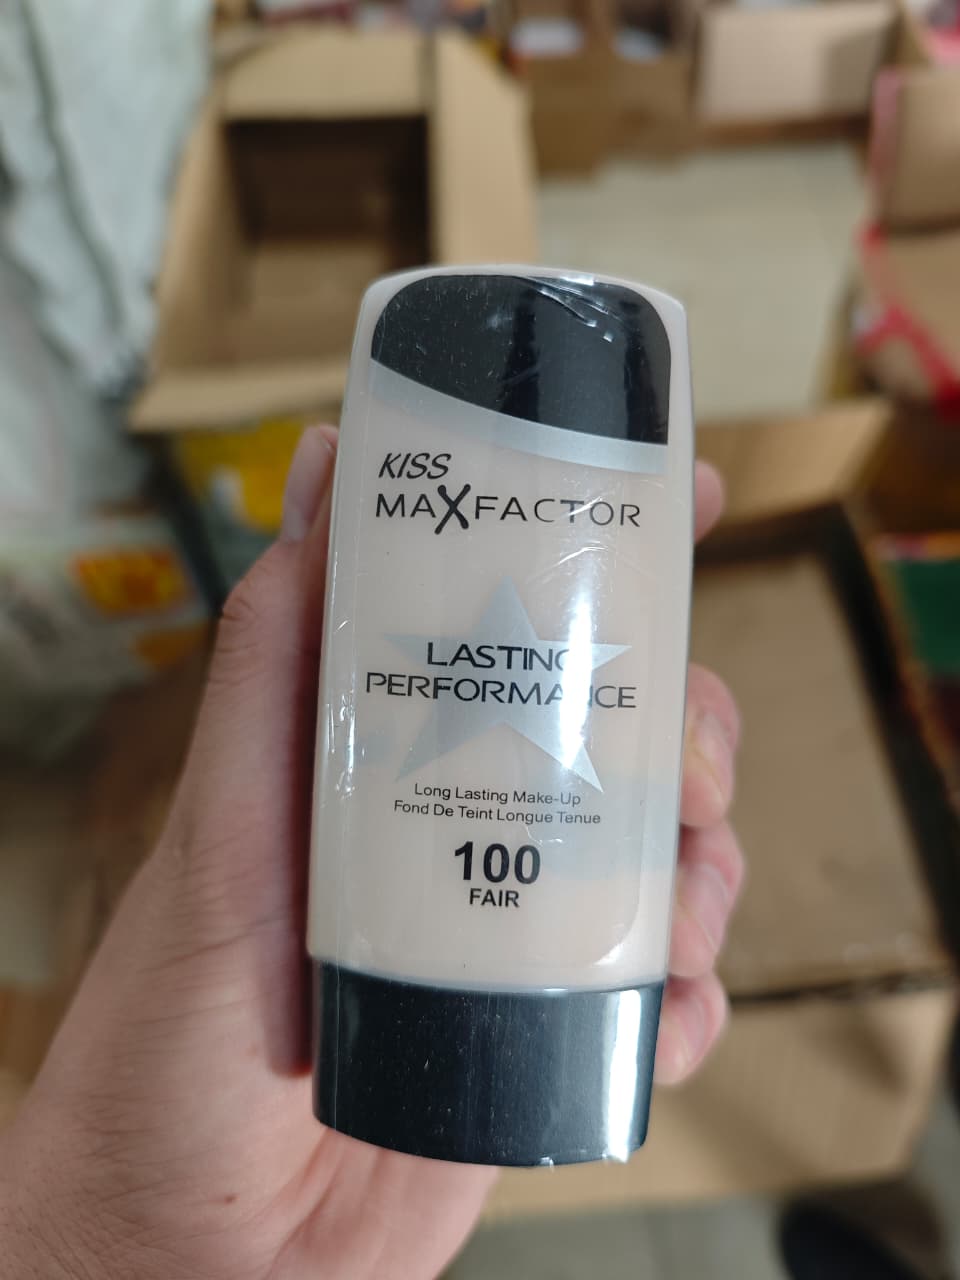 KISS
MAXFACTOR
LASTING
PERFORMANCE
Long Lasting Make-Up
Fond De Teint Longue Tenue
100
FAIR